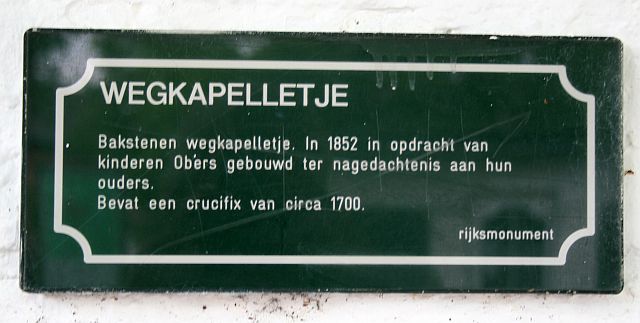 WEGKAPELLETJE
Bakstenen wegkapelletje. In 1852 in opdracht van
kinderen Obers gebouwd ter nagedachtenis aan hun
ouders.
Bevat een crucifix van circa 1700.
rijksmonument